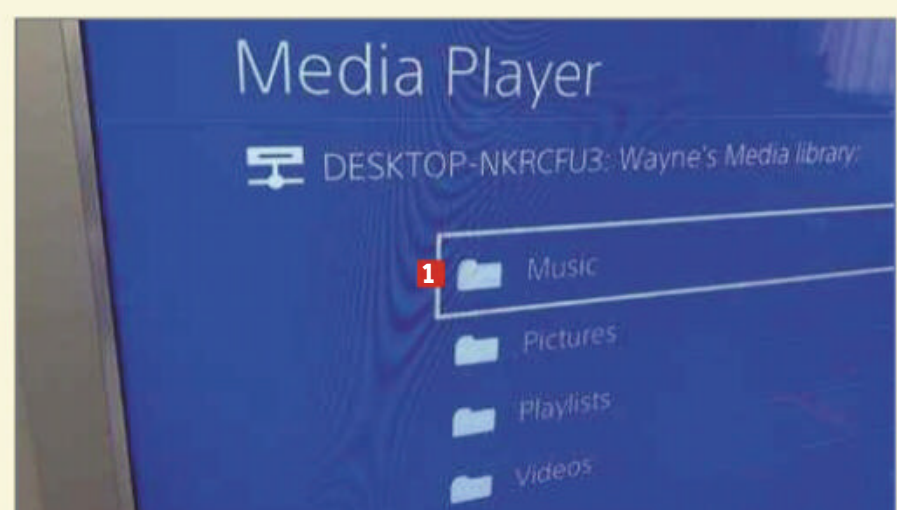 Media Player
DESKTOP-NKRCFU3: Wayne's Media library:
1 Music
Pictures
Playlists
Videos